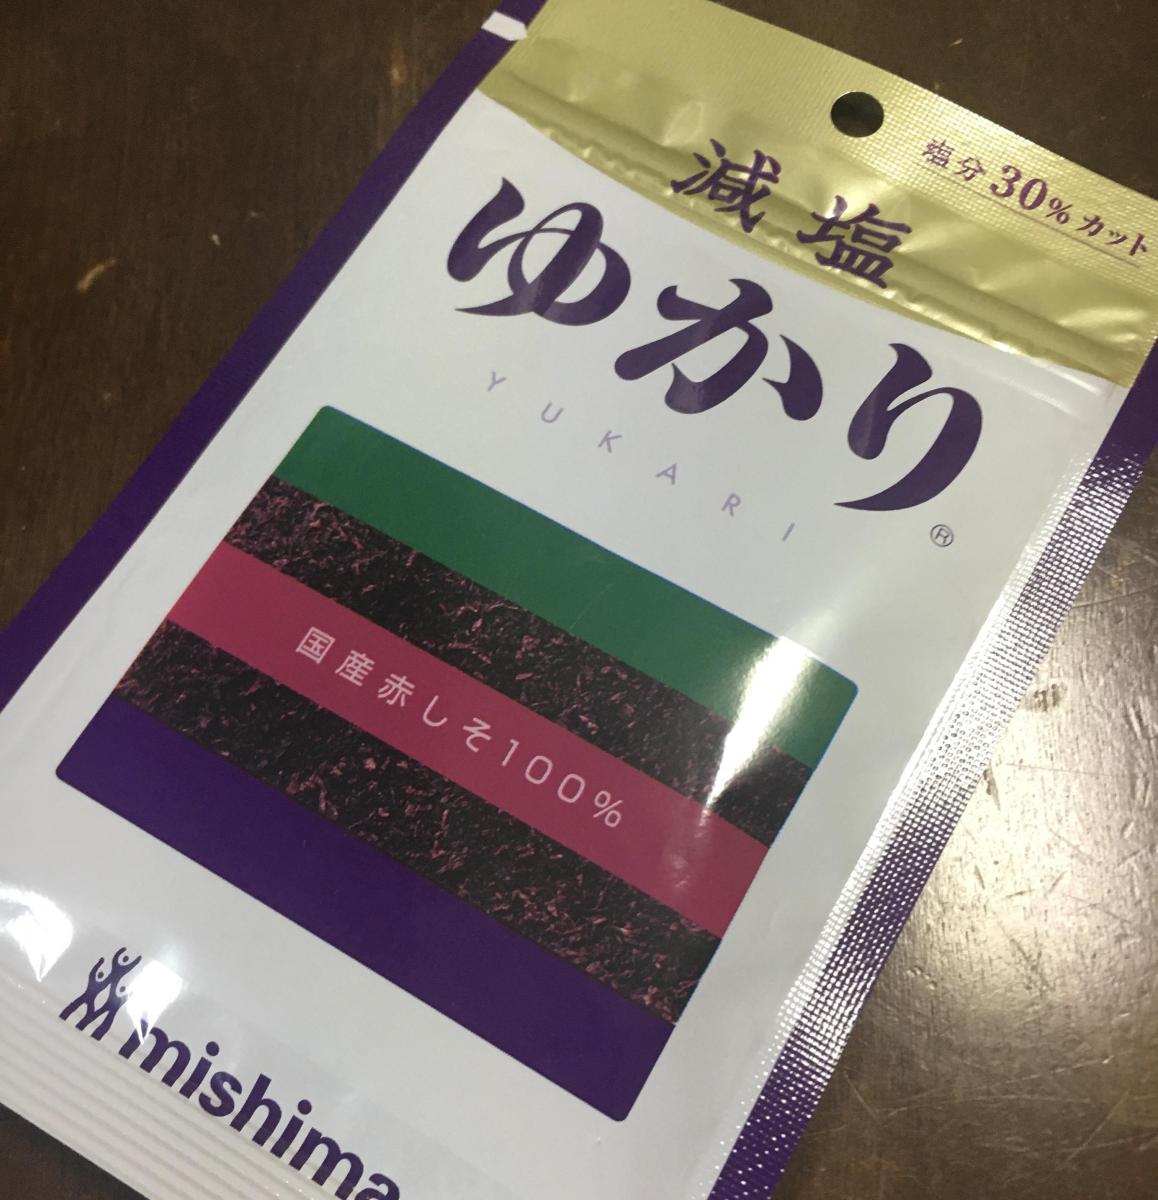 塩分30%カット
減塩
ゆかり®
YUKARI
国産赤しそ100%
mishima